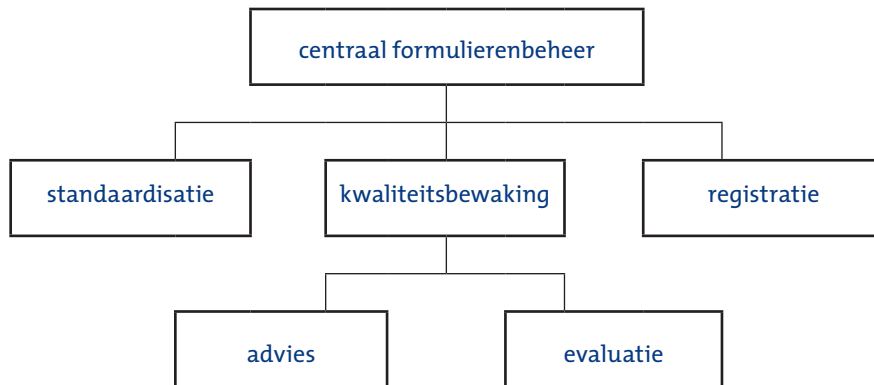 centraal formulierenbeheer
standaardisatie
kwaliteitsbewaking
registratie
advies
evaluatie